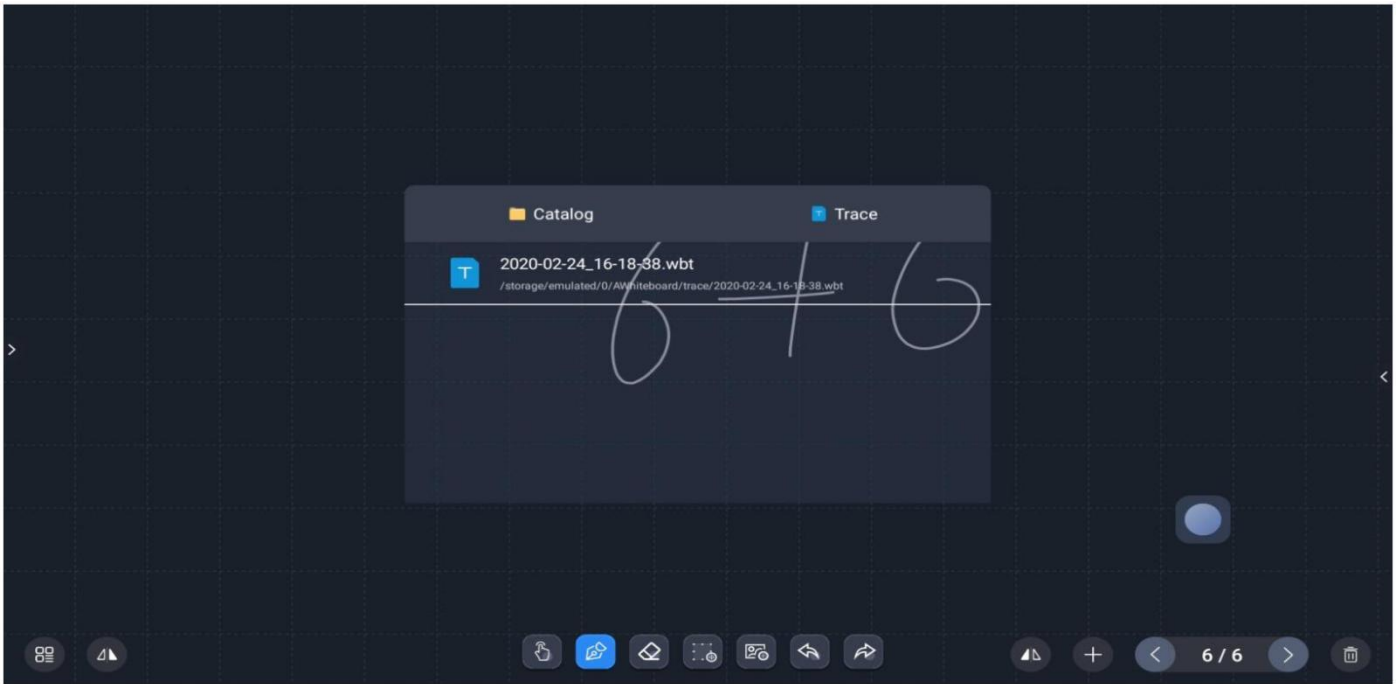 Catalog Trace
2020-02-24_16-18-38.wbt
/storage/emulated/0/AWhiteboard/trace/2020-02-24_16-18-38.wbt
6 + 6
6 / 6